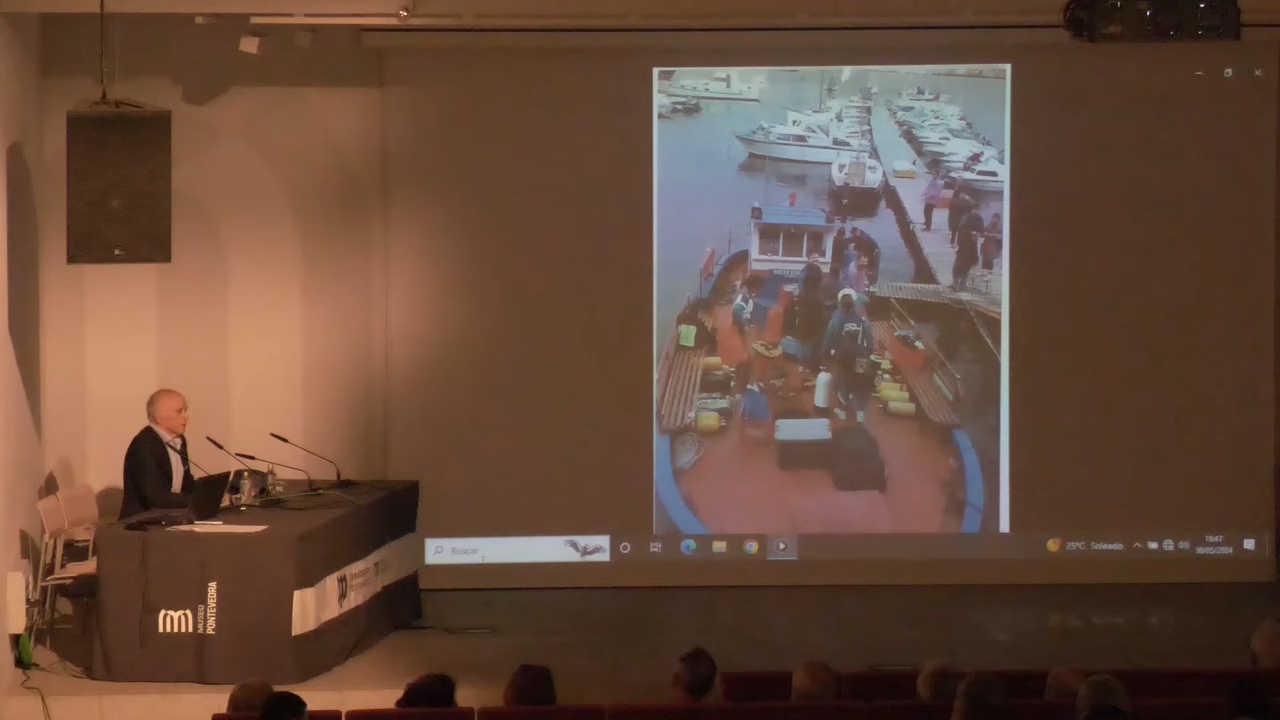 Buscar
25°C Soleado
18:47
30/05/2024
MUSEO
PONTEVEDRA